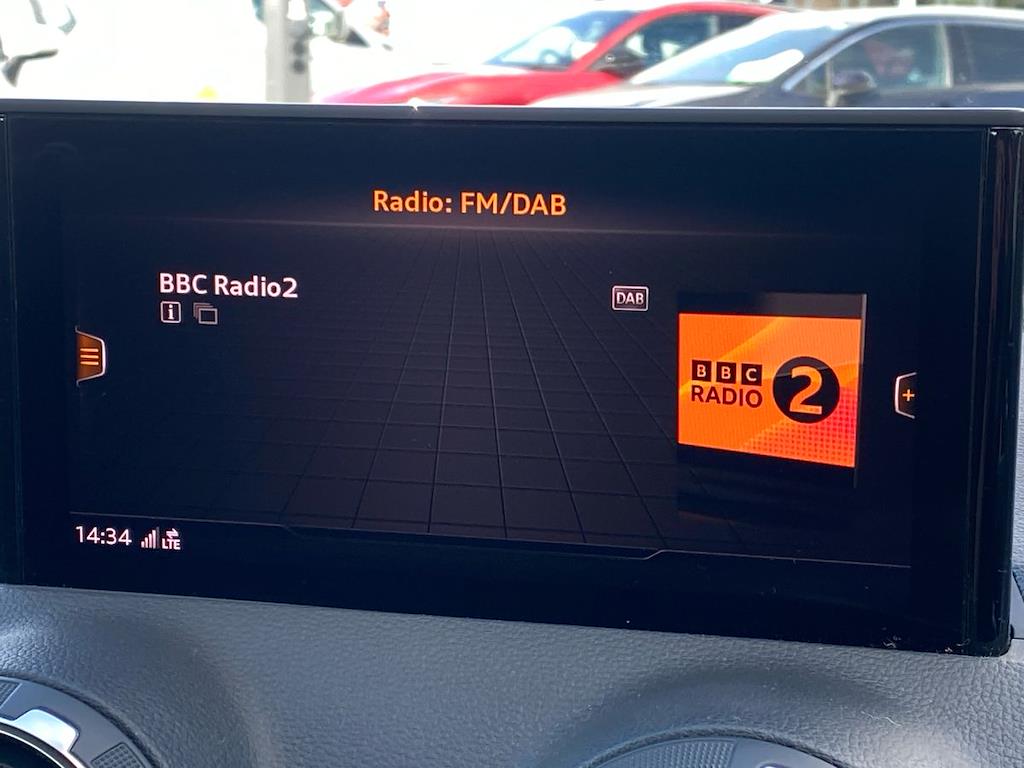 Radio: FM/DAB
BBC Radio2
i
DAB
BBC
RADIO 2
14:34 LTE